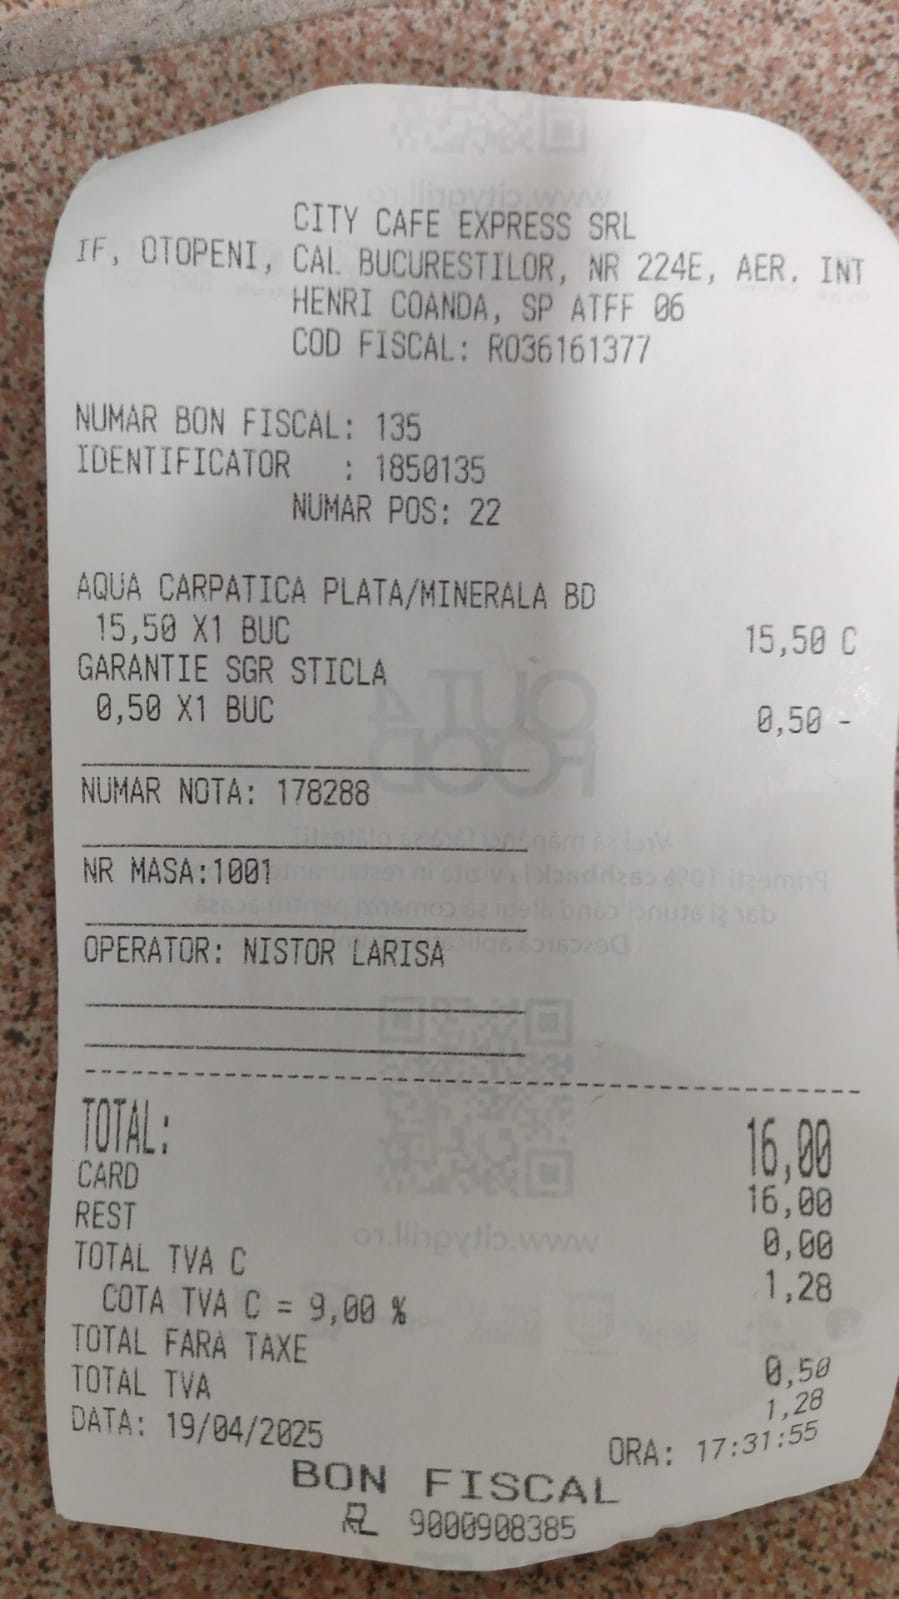 CITY CAFE EXPRESS SRL
IF, OTOPENI, CAL BUCURESTILOR, NR 224E, AER. INT
HENRI COANDA, SP ATFF 06
COD FISCAL: RO36161377
NUMAR BON FISCAL: 135
IDENTIFICATOR : 1850135
NUMAR POS: 22
AQUA CARPATICA PLATA/MINERALA BD
15,50 X1 BUC 15,50 C
GARANTIE SGR STICLA
0,50 X1 BUC 0,50 -
NUMAR NOTA: 178288
NR MASA:1001
OPERATOR: NISTOR LARISA
TOTAL: 16,00
CARD 16,00
REST 0,00
TOTAL TVA C 1,28
COTA TVA C = 9,00 %
TOTAL FARA TAXE 0,50
TOTAL TVA 1,28
DATA: 19/04/2025 ORA: 17:31:55
BON FISCAL
9000908385